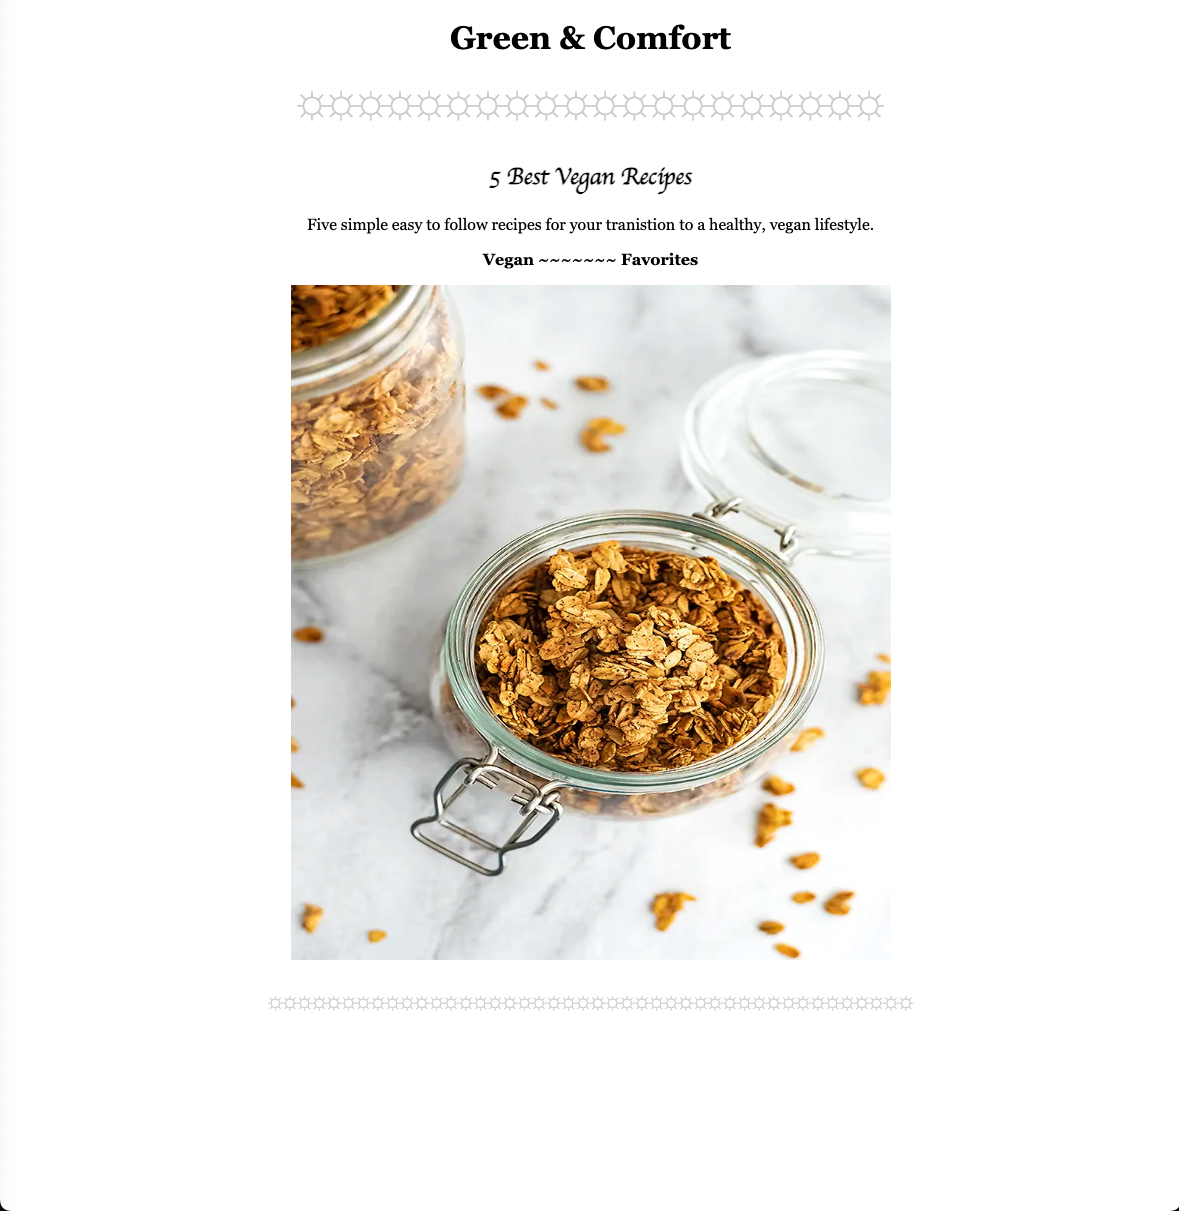 Green & Comfort
5 Best Vegan Recipes
Five simple easy to follow recipes for your tranistion to a healthy, vegan lifestyle.
Vegan ~~~~~~~ Favorites